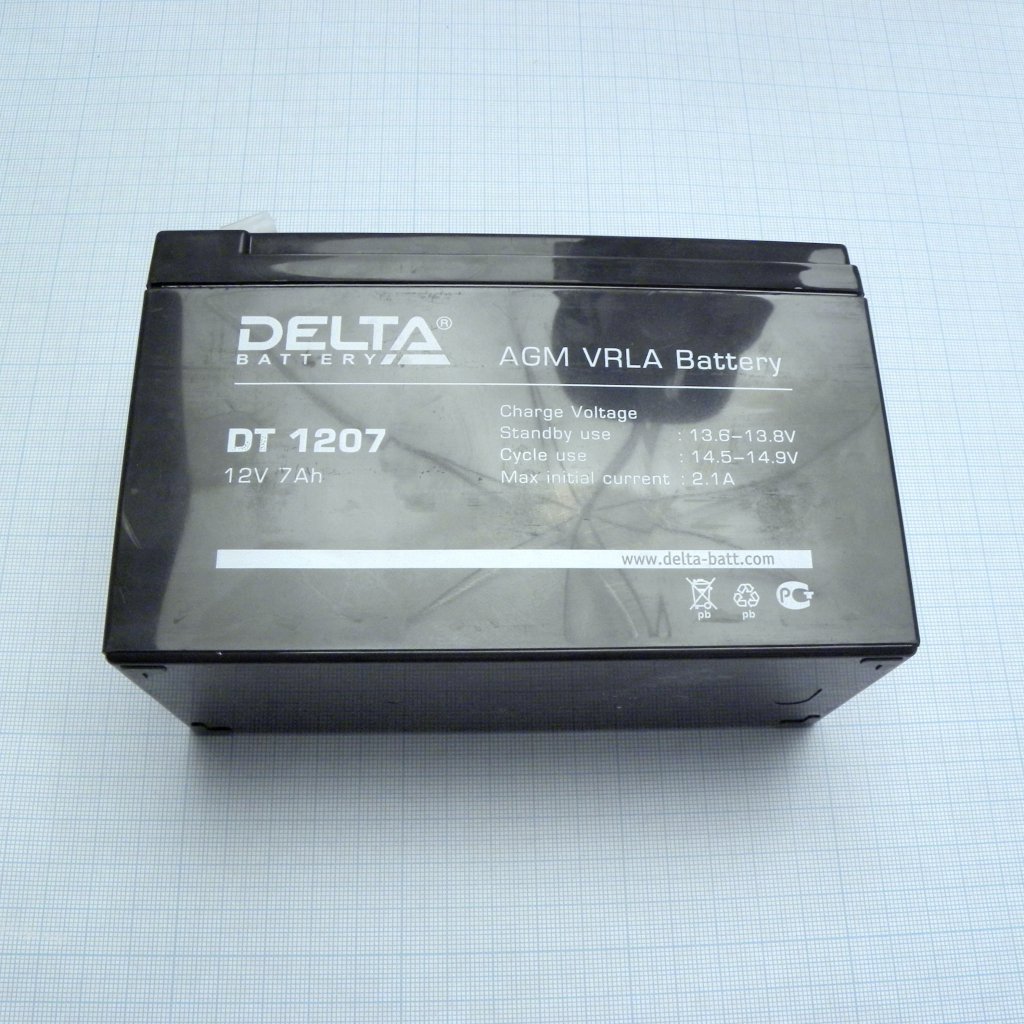 DELTA®
BATTERY
AGM VRLA Battery
DT 1207
12V 7Ah
Charge Voltage
Standby use : 13.6–13.8V
Cycle use : 14.5–14.9V
Max initial current : 2.1A
www.delta-batt.com
pb pb РСТ